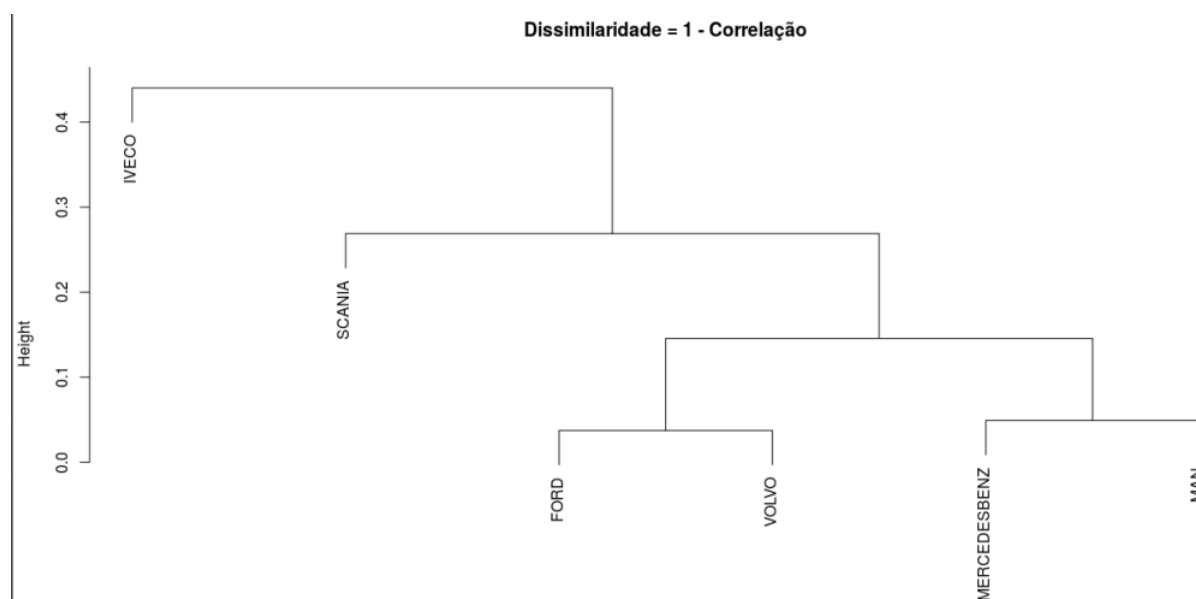 Dissimilaridade = 1 - Correlação
Height
0.4
0.3
0.2
0.1
0.0
IVECO
SCANIA
FORD
VOLVO
MERCEDESBENZ
MAN